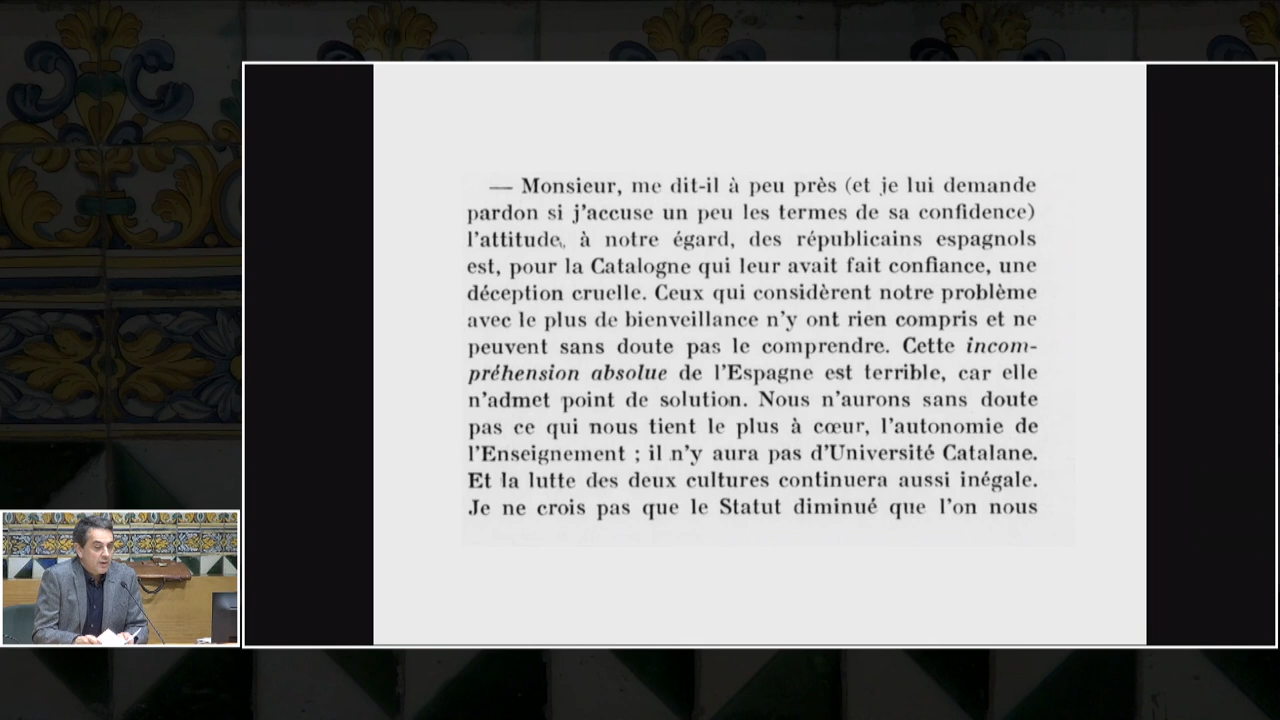 — Monsieur, me dit-il à peu près (et je lui demande
pardon si j'accuse un peu les termes de sa confidence)
l'attitude, à notre égard, des républicains espagnols
est, pour la Catalogne qui leur avait fait confiance, une
déception cruelle. Ceux qui considèrent notre problème
avec le plus de bienveillance n'y ont rien compris et ne
peuvent sans doute pas le comprendre. Cette incom-
préhension absolue de l'Espagne est terrible, car elle
n'admet point de solution. Nous n'aurons sans doute
pas ce qui nous tient le plus à cœur, l'autonomie de
l'Enseignement ; il n'y aura pas d'Université Catalane.
Et la lutte des deux cultures continuera aussi inégale.
Je ne crois pas que le Statut diminué que l'on nous